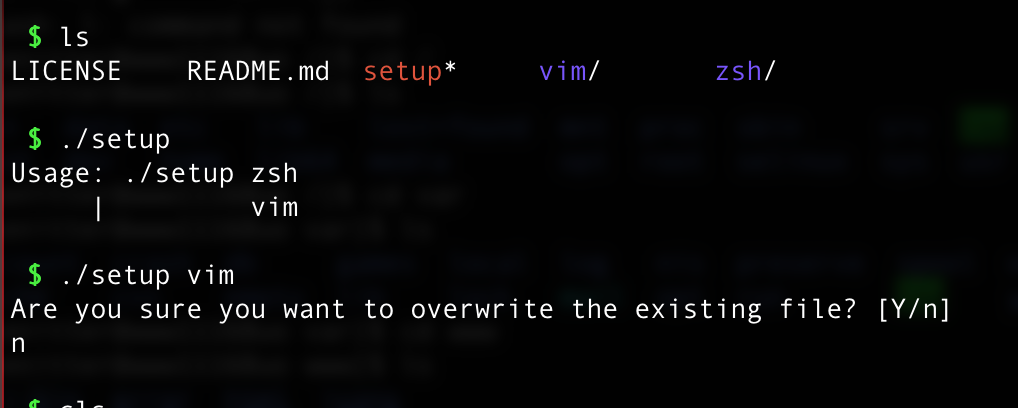 $ ls
LICENSE README.md setup* vim/ zsh/
$ ./setup
Usage: ./setup zsh
| vim
$ ./setup vim
Are you sure you want to overwrite the existing file? [Y/n]
n
$ cls